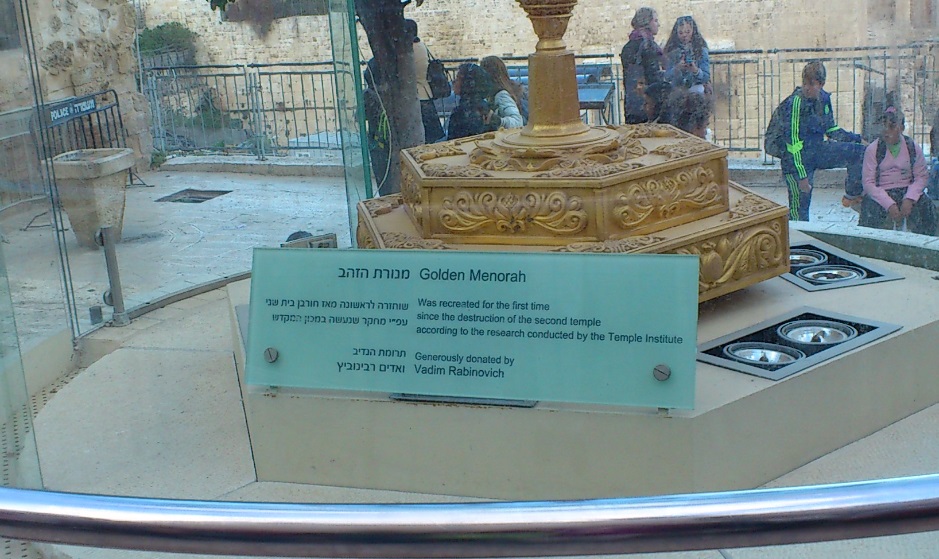 POLICE משטרה
מנורת הזהב Golden Menorah
שוחזרה לראשונה מאז חורבן בית שני
עפ״י מחקר שנעשה במכון המקדש
Was recreated for the first time
since the destruction of the second temple
according to the research conducted by the Temple Institute
תרומת הנדיב
ואדים רבינוביץ
Generously donated by
Vadim Rabinovich